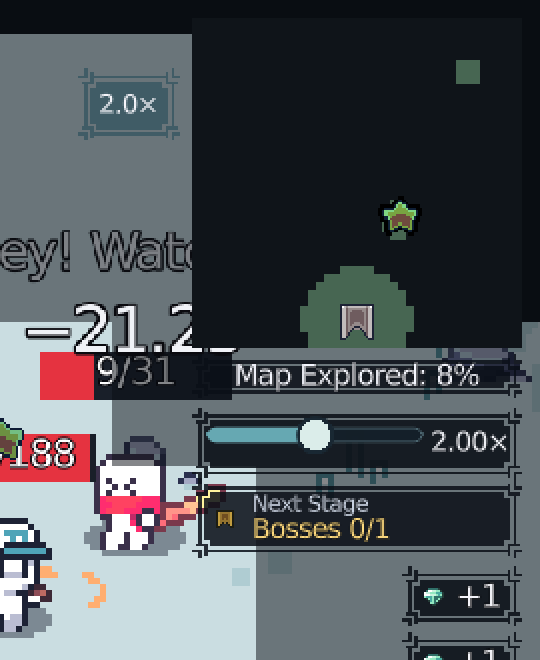 2.0×
ey! Watc
−21.2
9/31
Map Explored: 8%
188
2.00×
Next Stage
Bosses 0/1
+1
+1